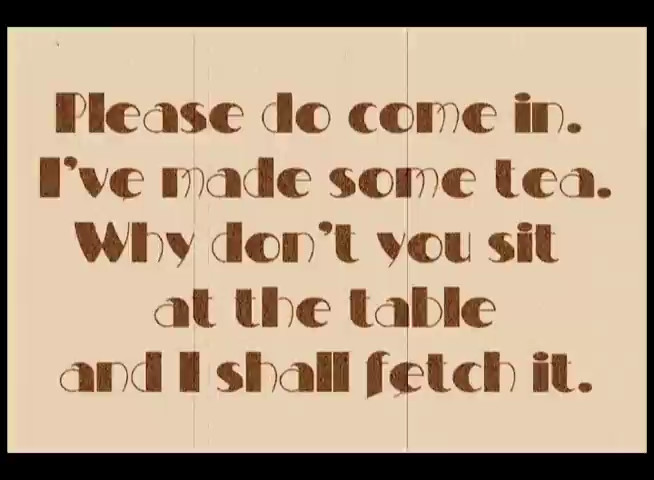 Please do come in.
I've made some tea.
Why don't you sit
at the table
and I shall fetch it.